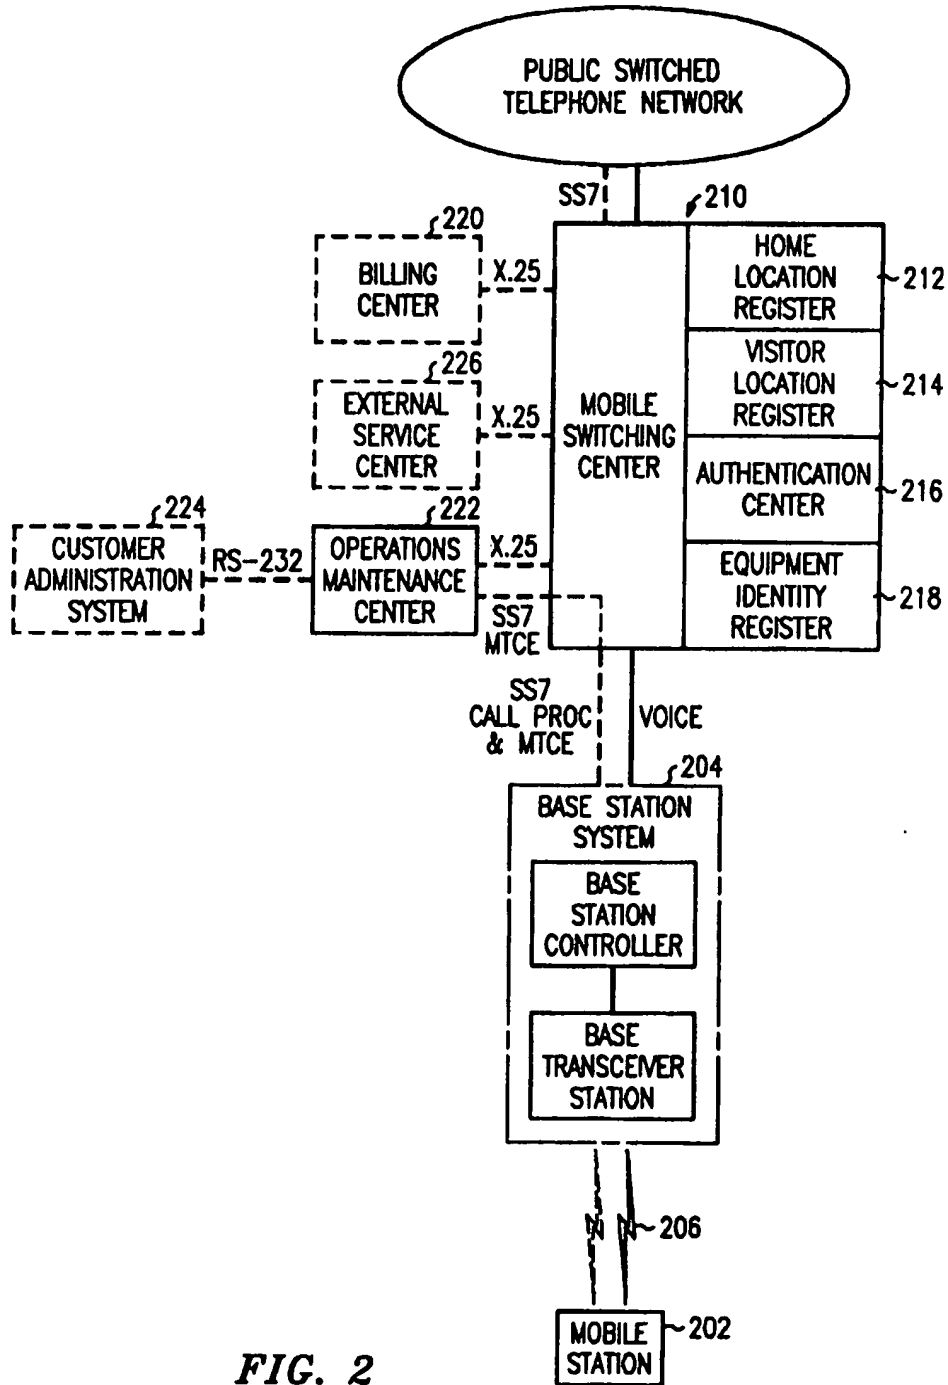 PUBLIC SWITCHED
TELEPHONE NETWORK
SS7
210
220
BILLING
CENTER
X.25
HOME
LOCATION
REGISTER
212
226
EXTERNAL
SERVICE
CENTER
X.25
MOBILE
SWITCHING
CENTER
VISITOR
LOCATION
REGISTER
214
AUTHENTICATION
CENTER
216
224
CUSTOMER
ADMINISTRATION
SYSTEM
RS-232
222
OPERATIONS
MAINTENANCE
CENTER
X.25
SS7
MTCE
EQUIPMENT
IDENTITY
REGISTER
218
SS7
CALL PROC
& MTCE
VOICE
204
BASE STATION
SYSTEM
BASE
STATION
CONTROLLER
BASE
TRANSCEIVER
STATION
206
MOBILE
STATION
202
FIG. 2